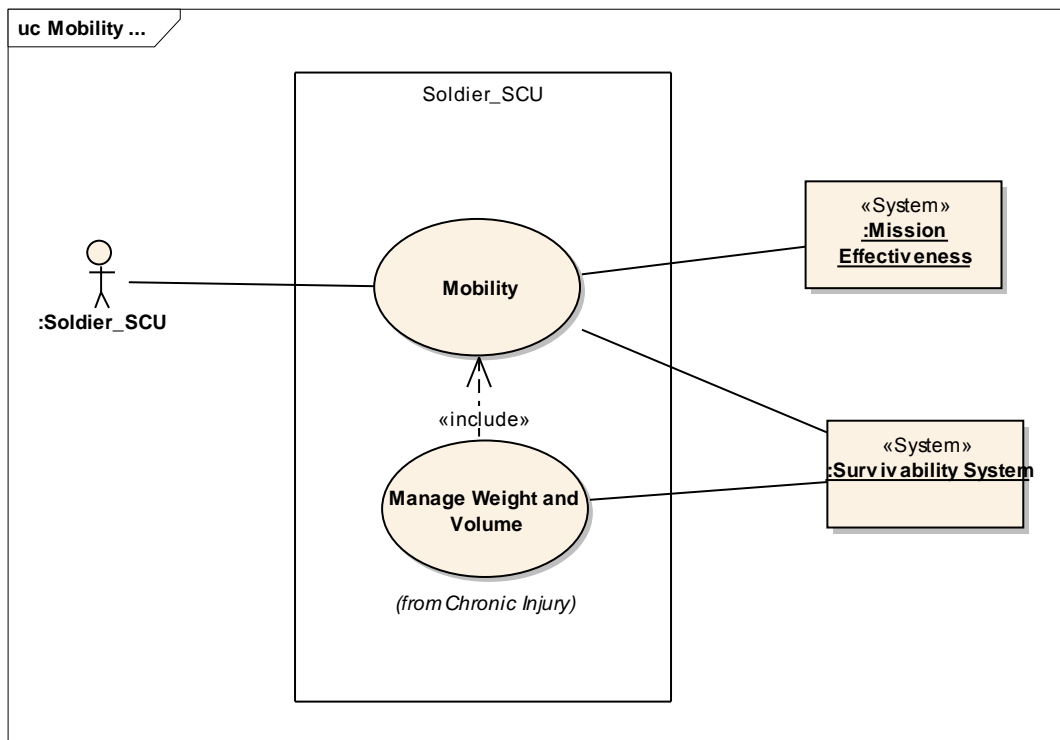 uc Mobility ...
Soldier_SCU
«System»
:Mission
Effectiveness
Mobility
:Soldier_SCU
«include»
«System»
:Survivability System
Manage Weight and
Volume
(from Chronic Injury)